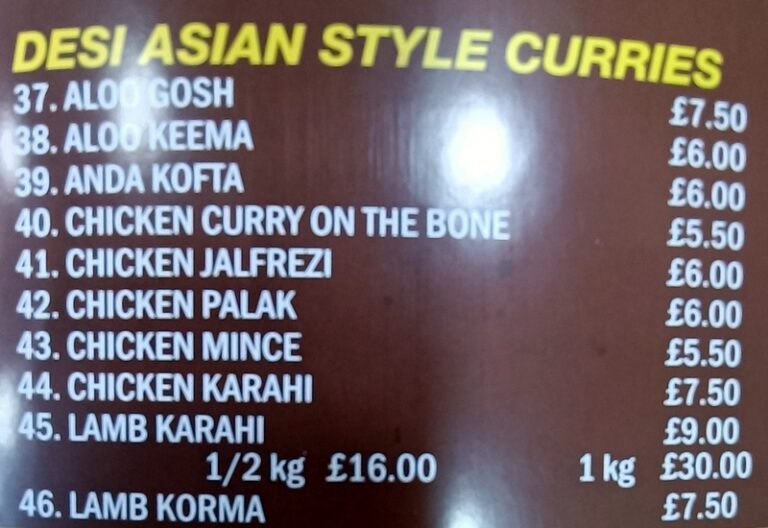 DESI ASIAN STYLE CURRIES
37. ALOO GOSH £7.50
38. ALOO KEEMA £6.00
39. ANDA KOFTA £6.00
40. CHICKEN CURRY ON THE BONE £5.50
41. CHICKEN JALFREZI £6.00
42. CHICKEN PALAK £6.00
43. CHICKEN MINCE £5.50
44. CHICKEN KARAHI £7.50
45. LAMB KARAHI £9.00
1/2 kg £16.00 1 kg £30.00
46. LAMB KORMA £7.50